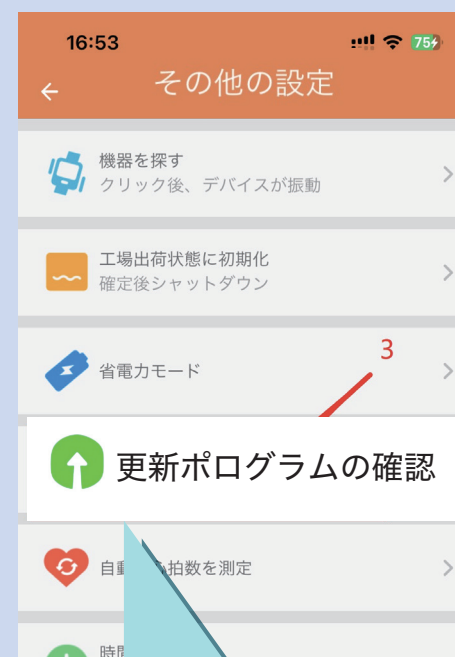 16:53
75
その他の設定
機器を探す
クリック後、デバイスが振動
工場出荷状態に初期化
確定後シャットダウン
3
省電力モード
更新ポログラムの確認
拍数を測定
時間